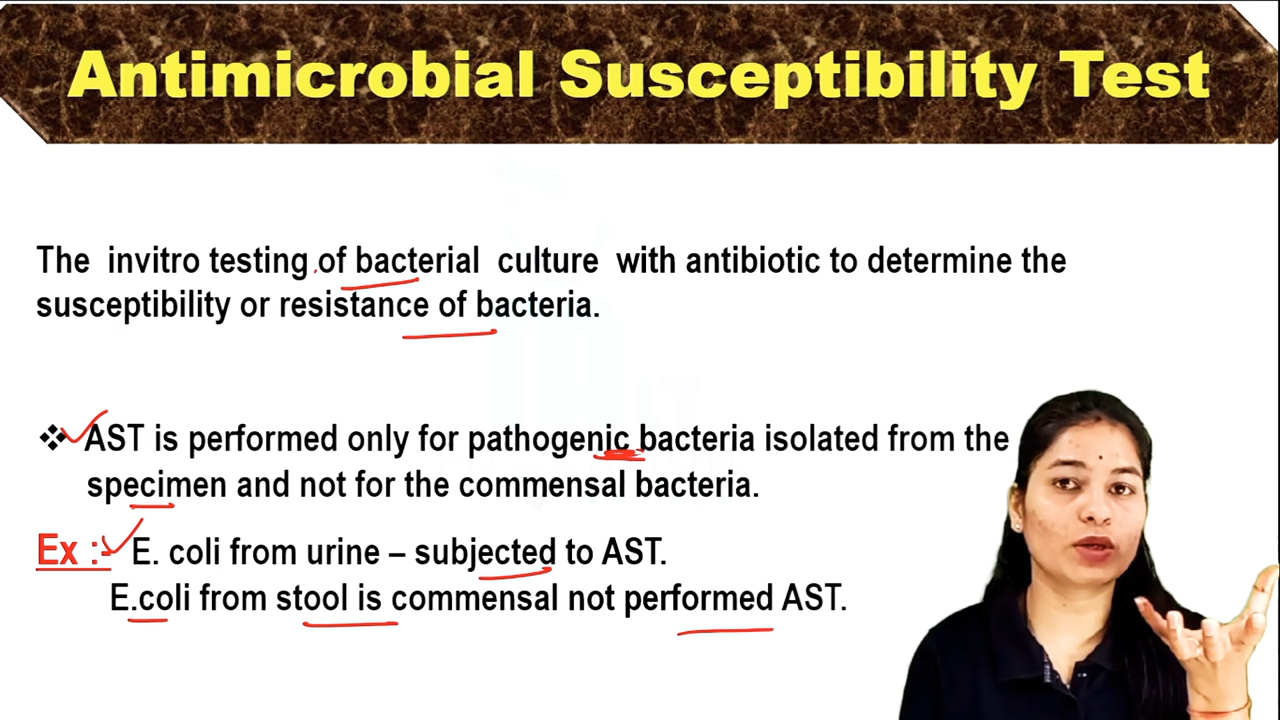 Antimicrobial Susceptibility Test
The invitro testing of bacterial culture with antibiotic to determine the
susceptibility or resistance of bacteria.
❖ AST is performed only for pathogenic bacteria isolated from the
specimen and not for the commensal bacteria.
Ex :- E. coli from urine – subjected to AST.
E.coli from stool is commensal not performed AST.